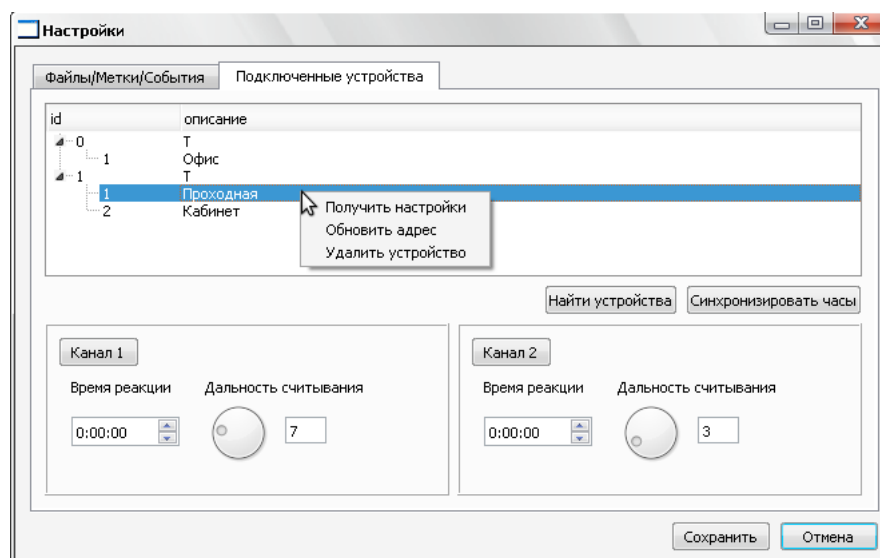 Настройки
Файлы/Метки/События Подключенные устройства
id описание
0 T
1 Офис
1 T
1 Проходная
2 Кабинет
Получить настройки
Обновить адрес
Удалить устройство
Найти устройства Синхронизировать часы
Канал 1 Канал 2
Время реакции Дальность считывания Время реакции Дальность считывания
0:00:00 7 0:00:00 3
Сохранить Отмена